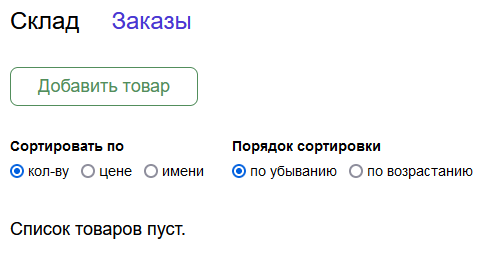 Склад Заказы
Добавить товар
Сортировать по Порядок сортировки
кол-ву цене имени по убыванию по возрастанию
Список товаров пуст.